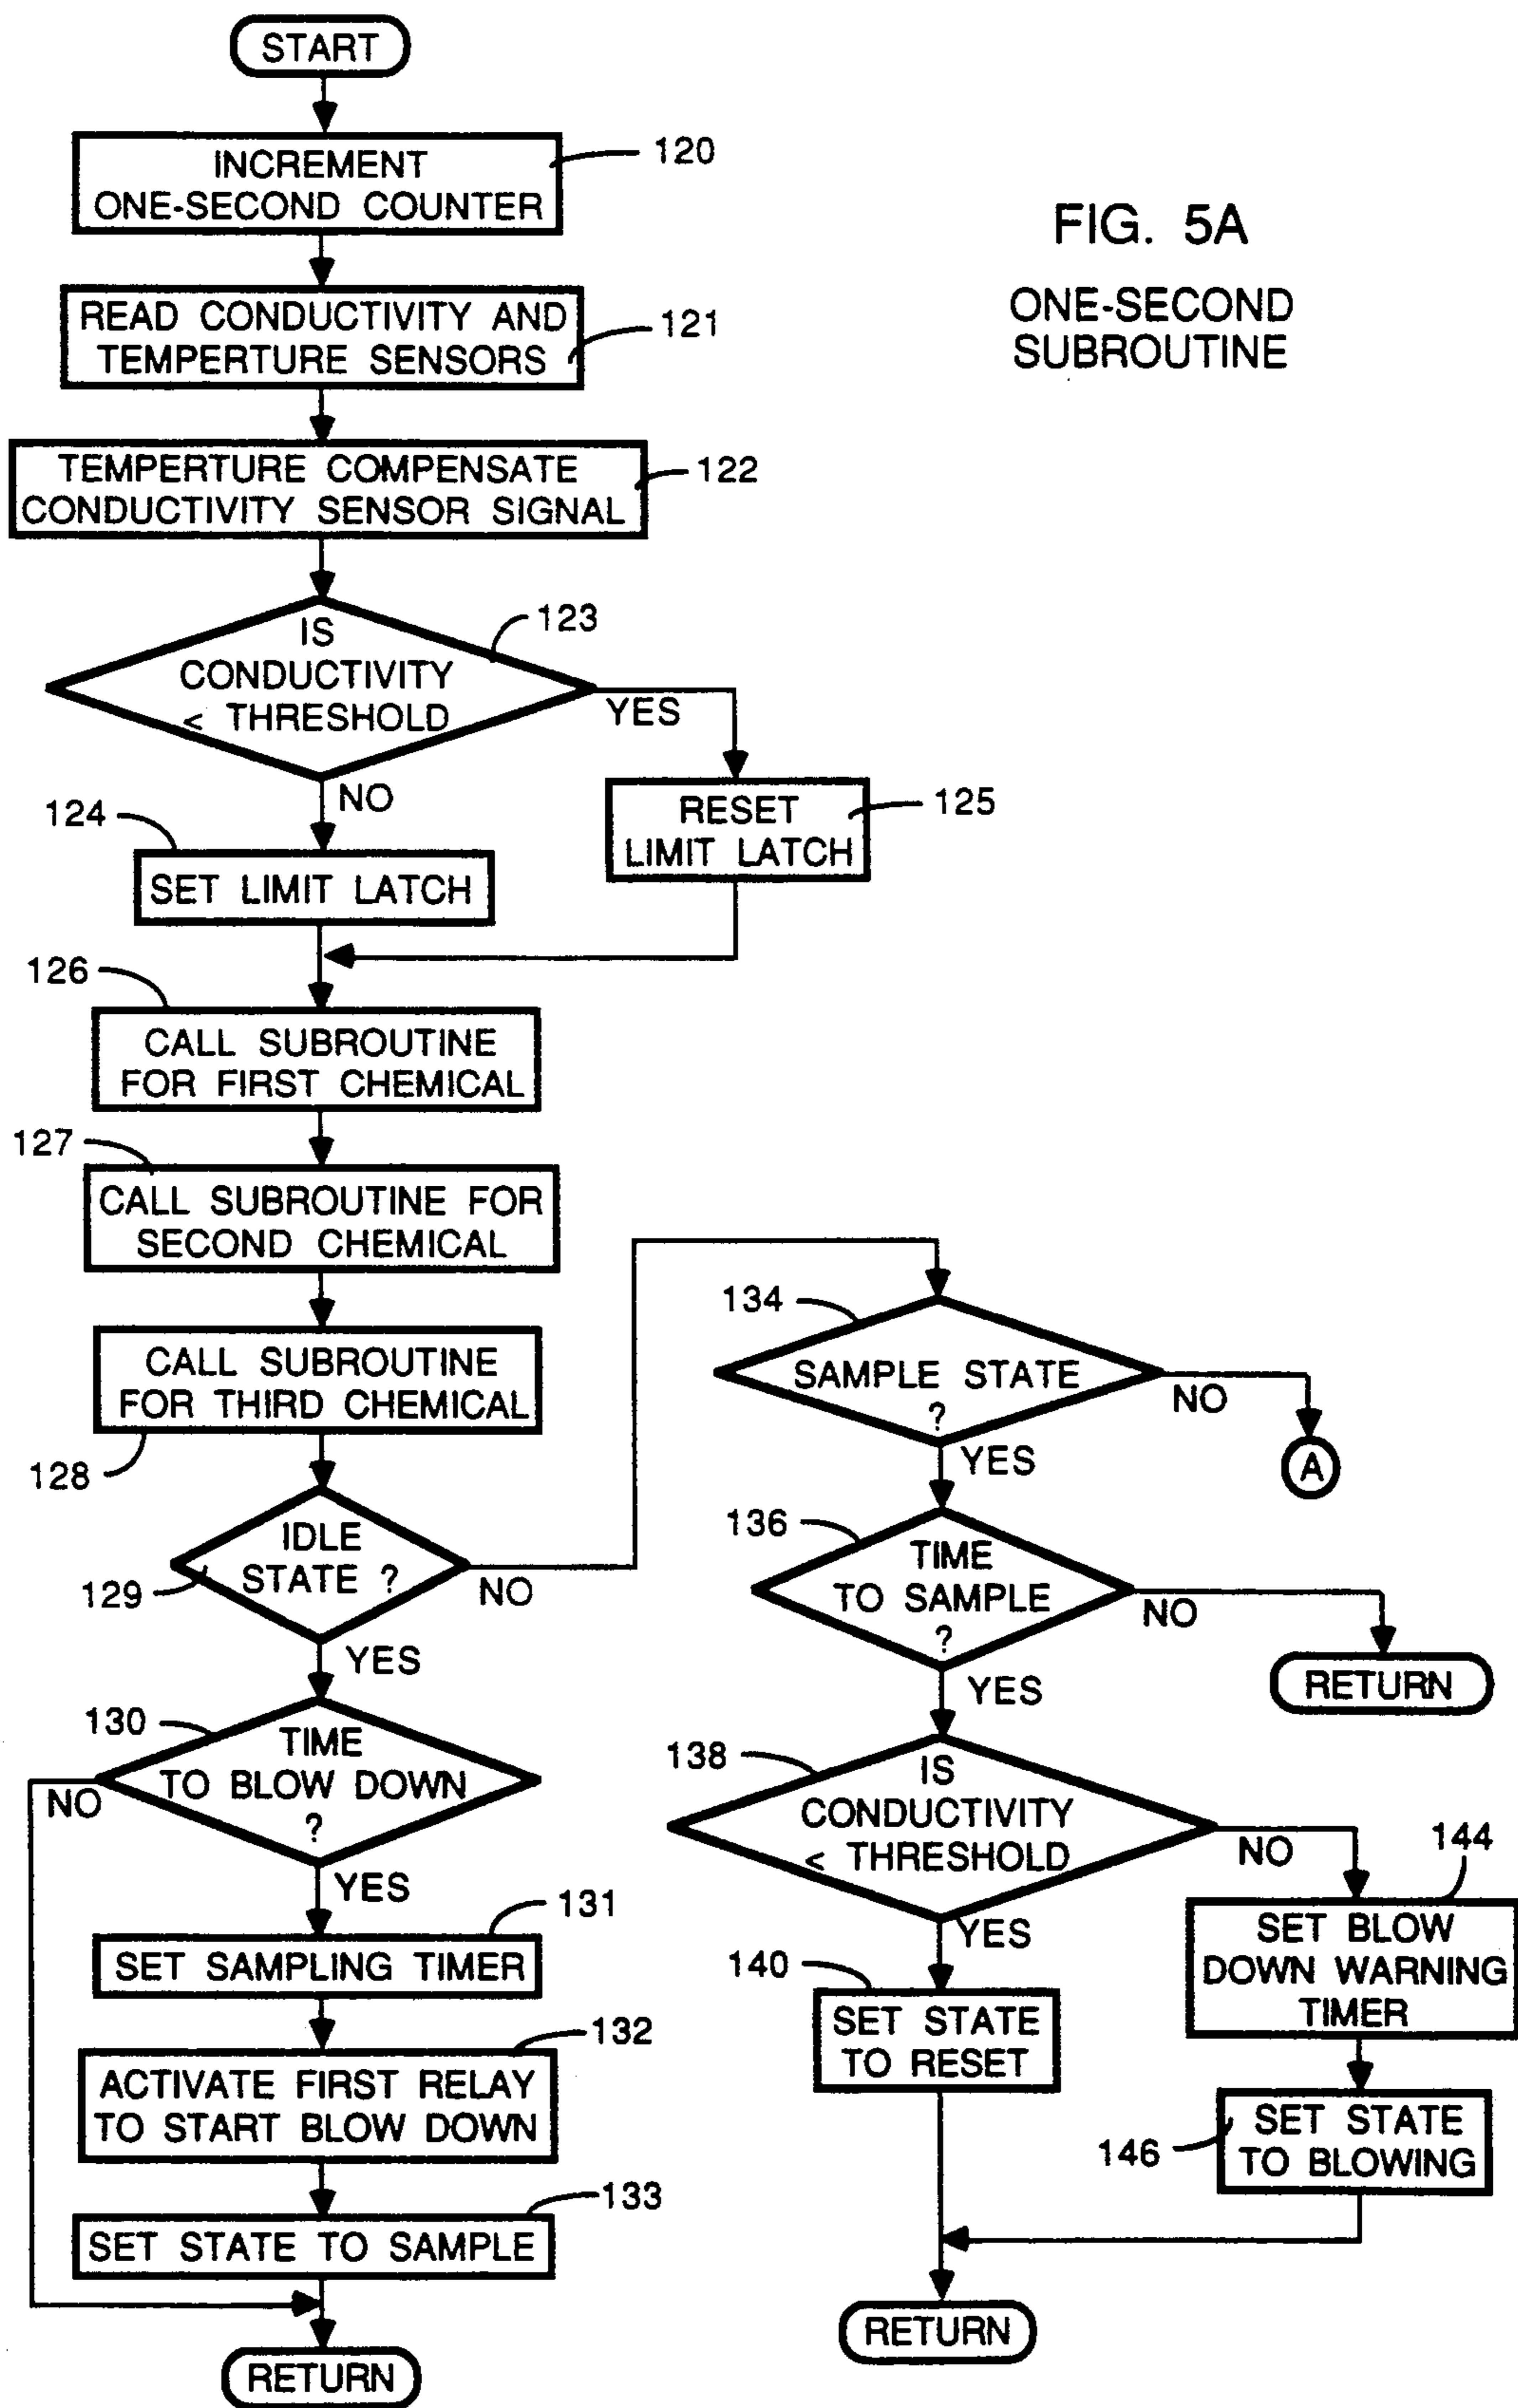 START
INCREMENT
ONE-SECOND COUNTER
120
FIG. 5A
ONE-SECOND
SUBROUTINE
READ CONDUCTIVITY AND
TEMPERTURE SENSORS
121
TEMPERTURE COMPENSATE
CONDUCTIVITY SENSOR SIGNAL
122
IS
CONDUCTIVITY
< THRESHOLD
123
YES
NO
124
SET LIMIT LATCH
RESET
LIMIT LATCH
125
126
CALL SUBROUTINE
FOR FIRST CHEMICAL
127
CALL SUBROUTINE FOR
SECOND CHEMICAL
CALL SUBROUTINE
FOR THIRD CHEMICAL
128
IDLE
STATE ?
129
NO
YES
130
TIME
TO BLOW DOWN
?
NO
YES
131
SET SAMPLING TIMER
132
ACTIVATE FIRST RELAY
TO START BLOW DOWN
133
SET STATE TO SAMPLE
RETURN
134
SAMPLE STATE
?
NO
A
YES
136
TIME
TO SAMPLE
?
NO
RETURN
YES
138
IS
CONDUCTIVITY
< THRESHOLD
NO
YES
140
SET STATE
TO RESET
144
SET BLOW
DOWN WARNING
TIMER
146
SET STATE
TO BLOWING
RETURN